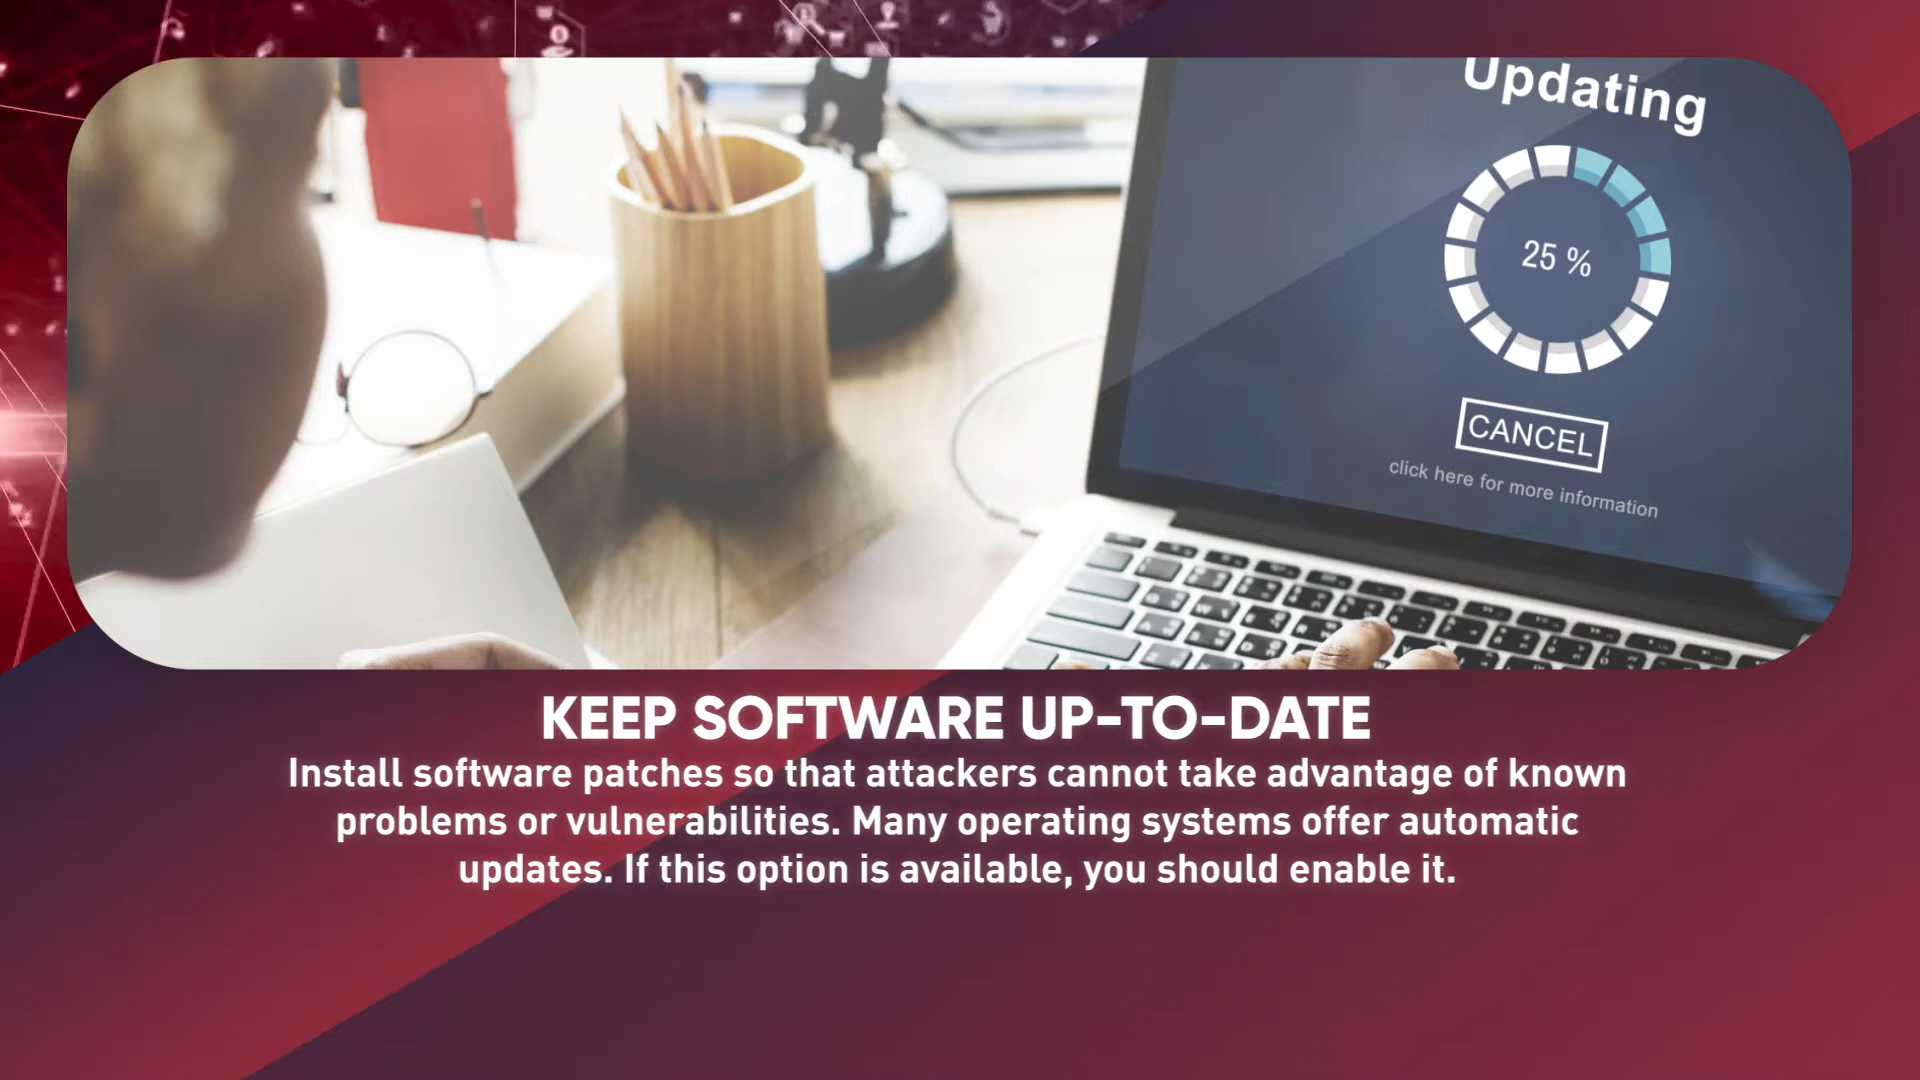 Updating
25 %
CANCEL
click here for more information
KEEP SOFTWARE UP-TO-DATE
Install software patches so that attackers cannot take advantage of known
problems or vulnerabilities. Many operating systems offer automatic
updates. If this option is available, you should enable it.